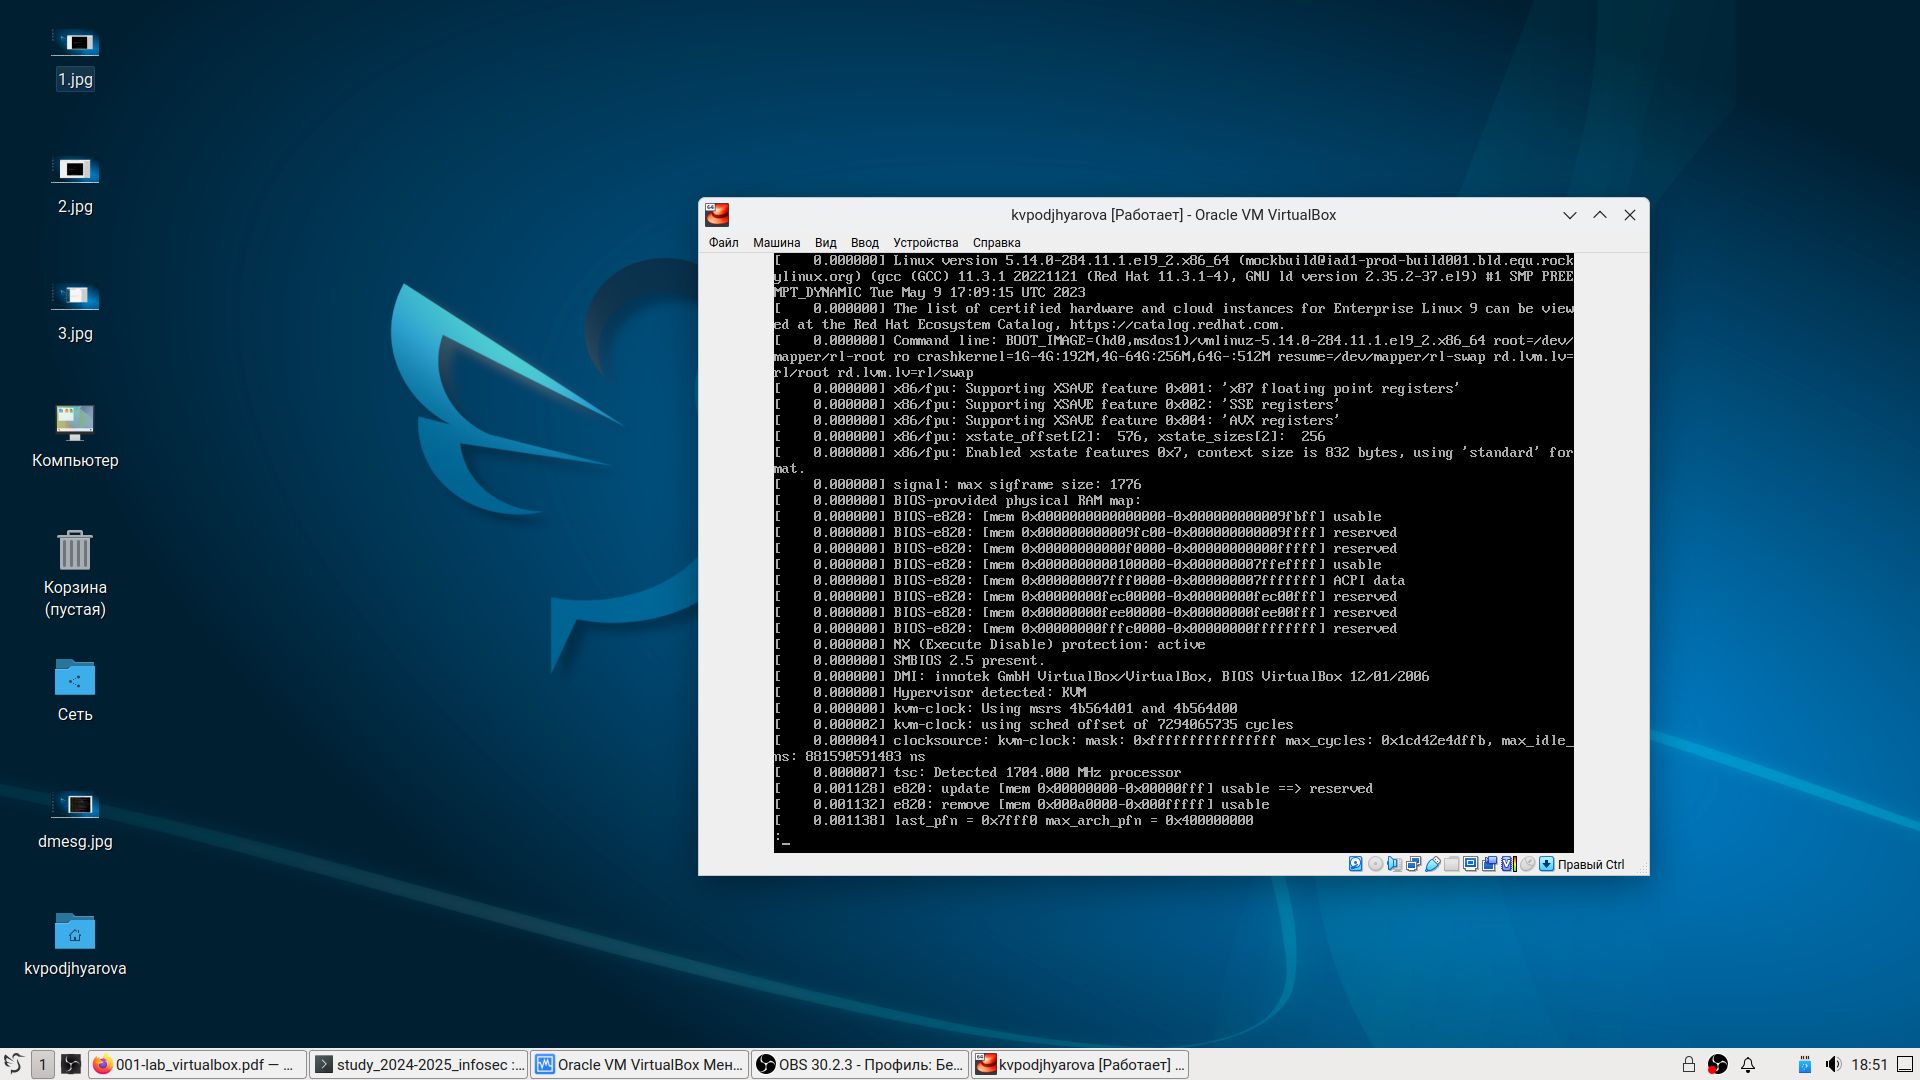 1.jpg
2.jpg
3.jpg
Компьютер
Корзина
(пустая)
Сеть
dmesg.jpg
kvpodjhyarova
kvpodjhyarova [Работает] - Oracle VM VirtualBox
Файл Машина Вид Ввод Устройства Справка
[    0.000000] Linux version 5.14.0-284.11.1.el9_2.x86_64 (mockbuild@iad1-prod-build001.bld.equ.rock
ylinux.org) (gcc (GCC) 11.3.1 20221121 (Red Hat 11.3.1-4), GNU ld version 2.35.2-37.el9) #1 SMP PREE
MPT_DYNAMIC Tue May 9 17:09:15 UTC 2023
[    0.000000] The list of certified hardware and cloud instances for Enterprise Linux 9 can be view
ed at the Red Hat Ecosystem Catalog, https://catalog.redhat.com.
[    0.000000] Command line: BOOT_IMAGE=(hd0,msdos1)/vmlinuz-5.14.0-284.11.1.el9_2.x86_64 root=/dev/
mapper/rl-root ro crashkernel=1G-4G:192M,4G-64G:256M,64G-:512M resume=/dev/mapper/rl-swap rd.lvm.lv=
rl/root rd.lvm.lv=rl/swap
[    0.000000] x86/fpu: Supporting XSAVE feature 0x001: 'x87 floating point registers'
[    0.000000] x86/fpu: Supporting XSAVE feature 0x002: 'SSE registers'
[    0.000000] x86/fpu: Supporting XSAVE feature 0x004: 'AVX registers'
[    0.000000] x86/fpu: xstate_offset[2]:  576, xstate_sizes[2]:  256
[    0.000000] x86/fpu: Enabled xstate features 0x7, context size is 832 bytes, using 'standard' for
mat.
[    0.000000] signal: max sigframe size: 1776
[    0.000000] BIOS-provided physical RAM map:
[    0.000000] BIOS-e820: [mem 0x0000000000000000-0x000000000009fbff] usable
[    0.000000] BIOS-e820: [mem 0x000000000009fc00-0x000000000009ffff] reserved
[    0.000000] BIOS-e820: [mem 0x00000000000f0000-0x00000000000fffff] reserved
[    0.000000] BIOS-e820: [mem 0x0000000000100000-0x000000007ffeffff] usable
[    0.000000] BIOS-e820: [mem 0x000000007fff0000-0x000000007fffffff] ACPI data
[    0.000000] BIOS-e820: [mem 0x00000000fec00000-0x00000000fec00fff] reserved
[    0.000000] BIOS-e820: [mem 0x00000000fee00000-0x00000000fee00fff] reserved
[    0.000000] BIOS-e820: [mem 0x00000000fffc0000-0x00000000ffffffff] reserved
[    0.000000] NX (Execute Disable) protection: active
[    0.000000] SMBIOS 2.5 present.
[    0.000000] DMI: innotek GmbH VirtualBox/VirtualBox, BIOS VirtualBox 12/01/2006
[    0.000000] Hypervisor detected: KVM
[    0.000000] kvm-clock: Using msrs 4b564d01 and 4b564d00
[    0.000002] kvm-clock: using sched offset of 7294065735 cycles
[    0.000004] clocksource: kvm-clock: mask: 0xffffffffffffffff max_cycles: 0x1cd42e4dffb, max_idle_
ns: 881590591483 ns
[    0.000007] tsc: Detected 1704.000 MHz processor
[    0.001128] e820: update [mem 0x00000000-0x00000fff] usable ==> reserved
[    0.001132] e820: remove [mem 0x000a0000-0x000fffff] usable
[    0.001138] last_pfn = 0x7fff0 max_arch_pfn = 0x400000000
:_
Правый Ctrl
1
001-lab_virtualbox.pdf — ...
study_2024-2025_infosec :...
Oracle VM VirtualBox Мен...
OBS 30.2.3 - Профиль: Бе...
kvpodjhyarova [Работает] ...
18:51